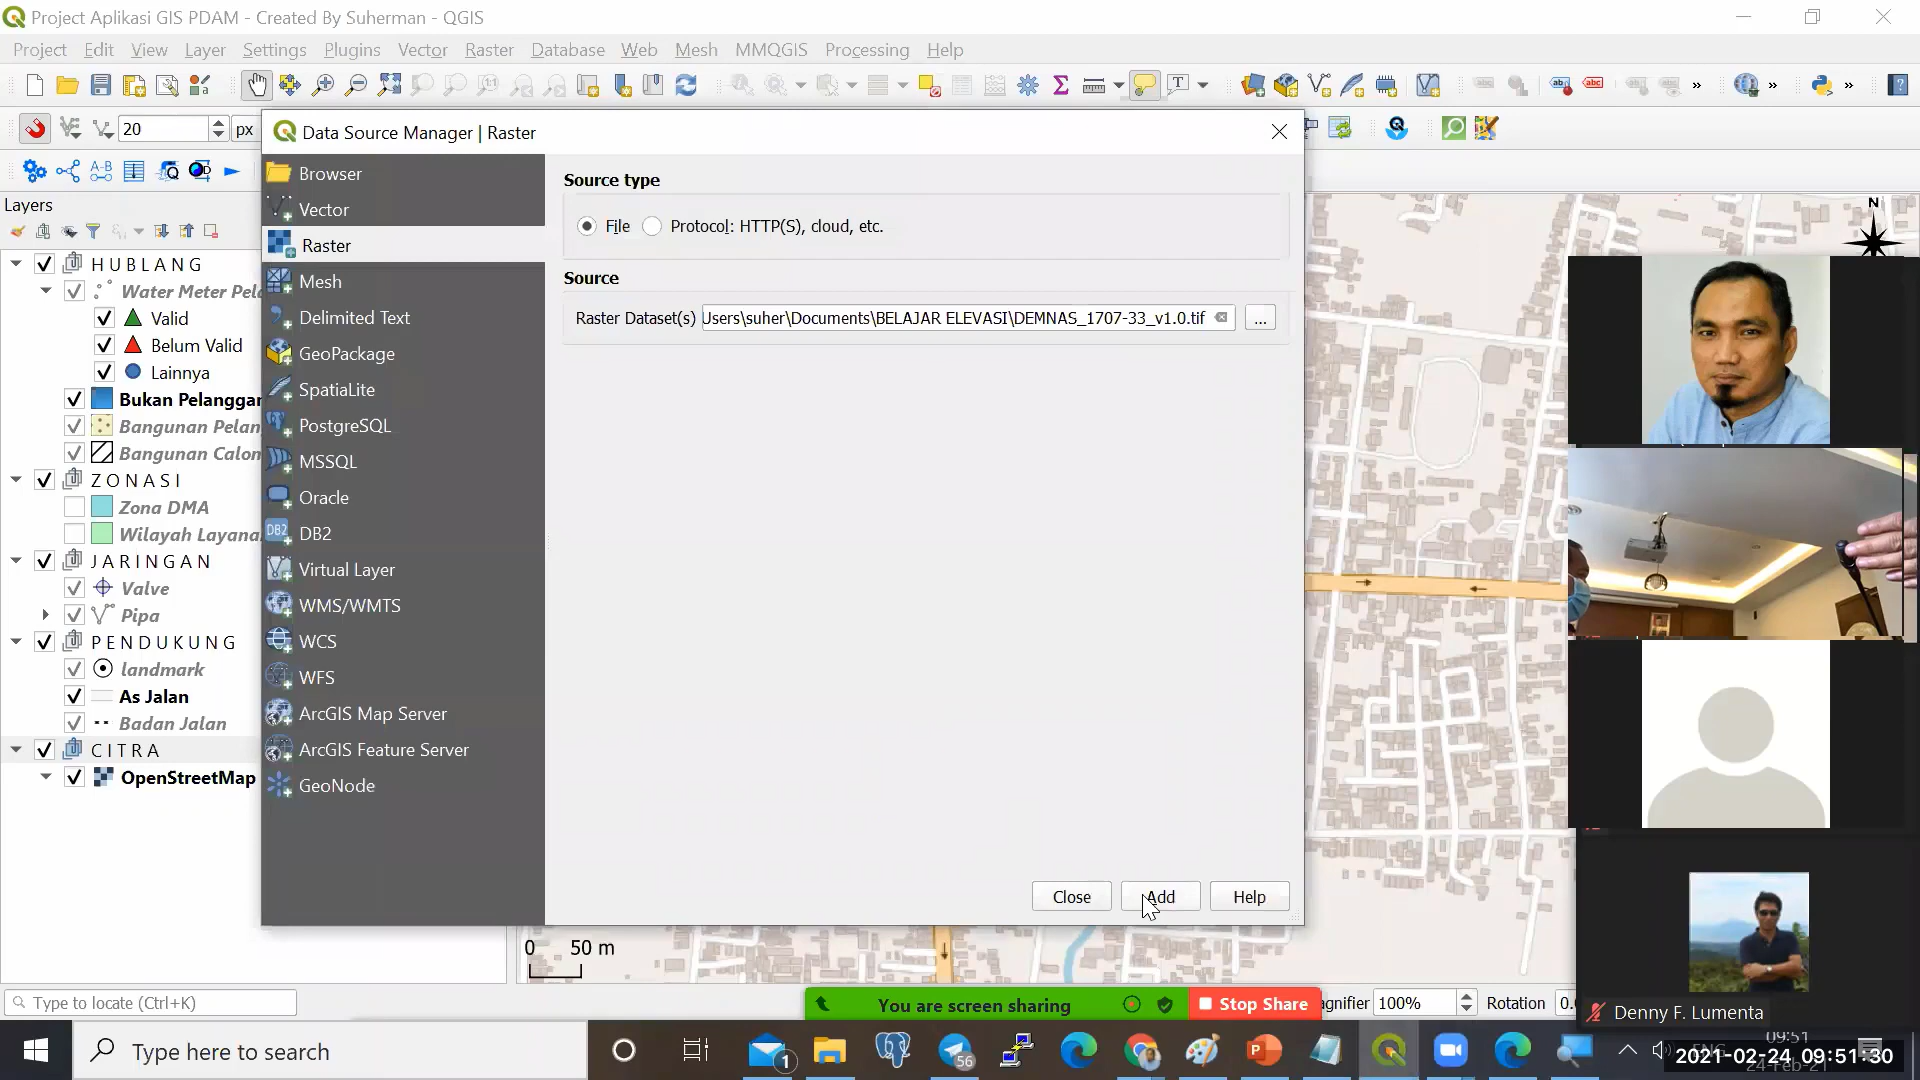 Project Aplikasi GIS PDAM - Created By Suherman - QGIS
Project Edit View Layer Settings Plugins Vector Raster Database Web Mesh MMQGIS Processing Help
20 px
Data Source Manager | Raster
Layers
HUBLANG
Water Meter Pela
Valid
Belum Valid
Lainnya
Bukan Pelanggan
Bangunan Pelan
Bangunan Calon
ZONASI
Zona DMA
Wilayah Layana
JARINGAN
Valve
Pipa
PENDUKUNG
landmark
As Jalan
Badan Jalan
CITRA
OpenStreetMap
Browser
Vector
Raster
Mesh
Delimited Text
GeoPackage
SpatiaLite
PostgreSQL
MSSQL
Oracle
DB2
DB2
Virtual Layer
WMS/WMTS
WCS
WFS
ArcGIS Map Server
ArcGIS Feature Server
GeoNode
Source type
File Protocol: HTTP(S), cloud, etc.
Source
Raster Dataset(s) Users\suher\Documents\BELAJAR ELEVASI\DEMNAS_1707-33_v1.0.tif ...
Close Add Help
N
0 50 m
Type to locate (Ctrl+K)
You are screen sharing
Stop Share
agnifier 100% Rotation 0.
Denny F. Lumenta
Type here to search
1
56
09:51
2021-02-24 09:51:30